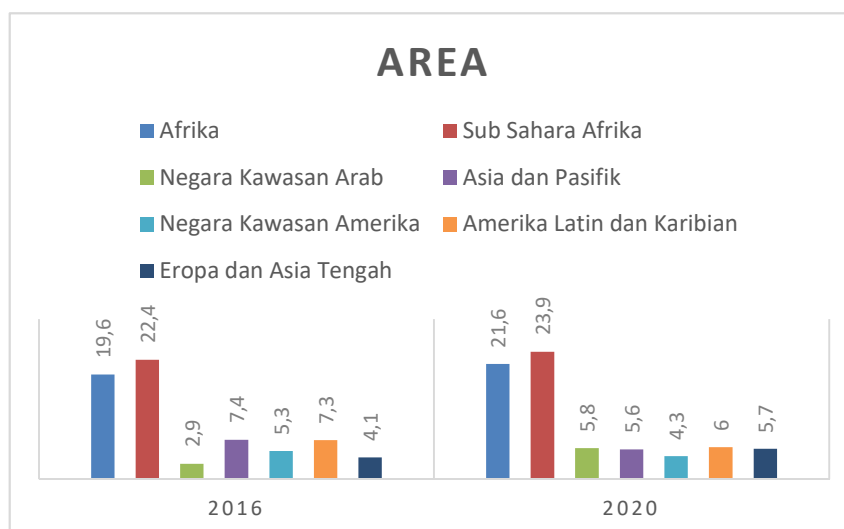 AREA
Afrika
Sub Sahara Afrika
Negara Kawasan Arab
Asia dan Pasifik
Negara Kawasan Amerika
Amerika Latin dan Karibian
Eropa dan Asia Tengah
19,6
22,4
2,9
7,4
5,3
7,3
4,1
21,6
23,9
5,8
5,6
4,3
6
5,7
2016
2020